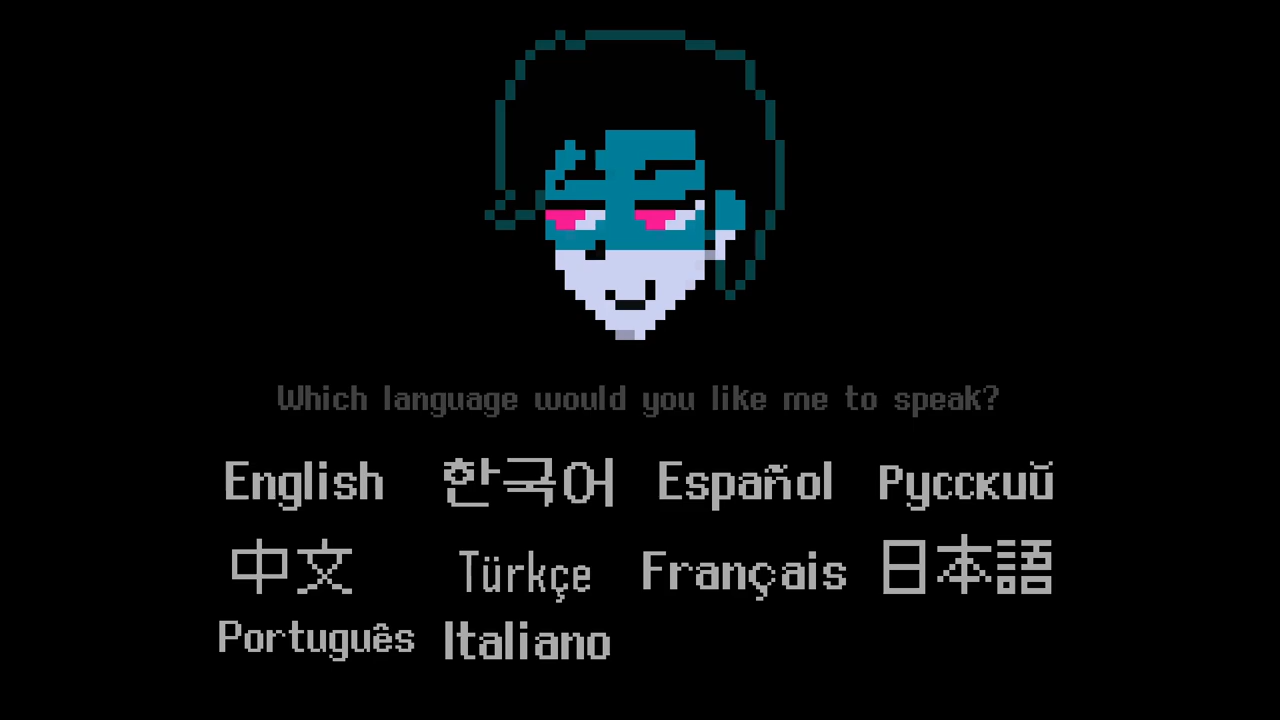 Which language would you like me to speak?
English 한국어 Español Русский
中文 Türkçe Français 日本語
Português Italiano